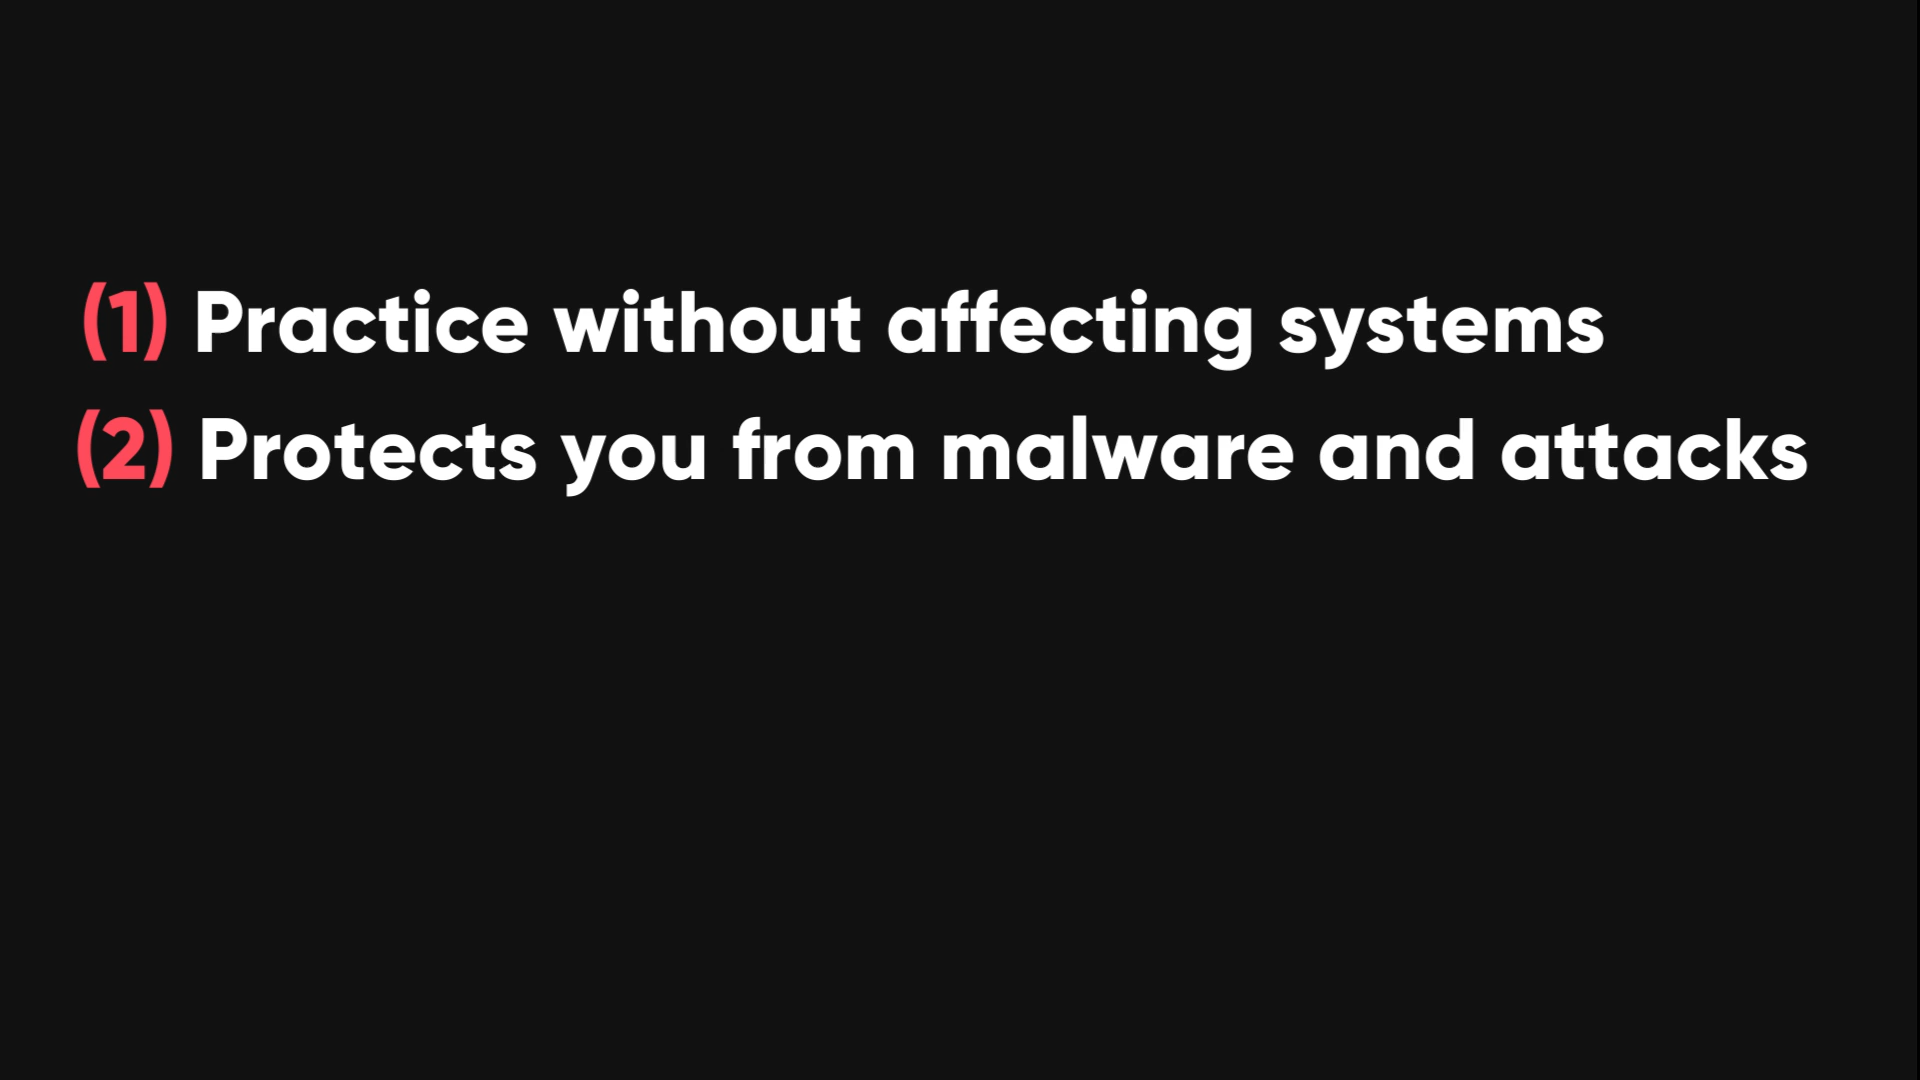 (1) Practice without affecting systems
(2) Protects you from malware and attacks